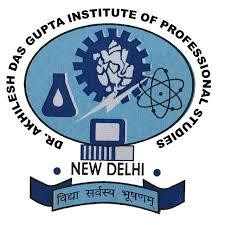 DR. AKHILESH DAS GUPTA INSTITUTE OF PROFESSIONAL STUDIES
• NEW DELHI •
विद्या सर्वस्य भूषणम्